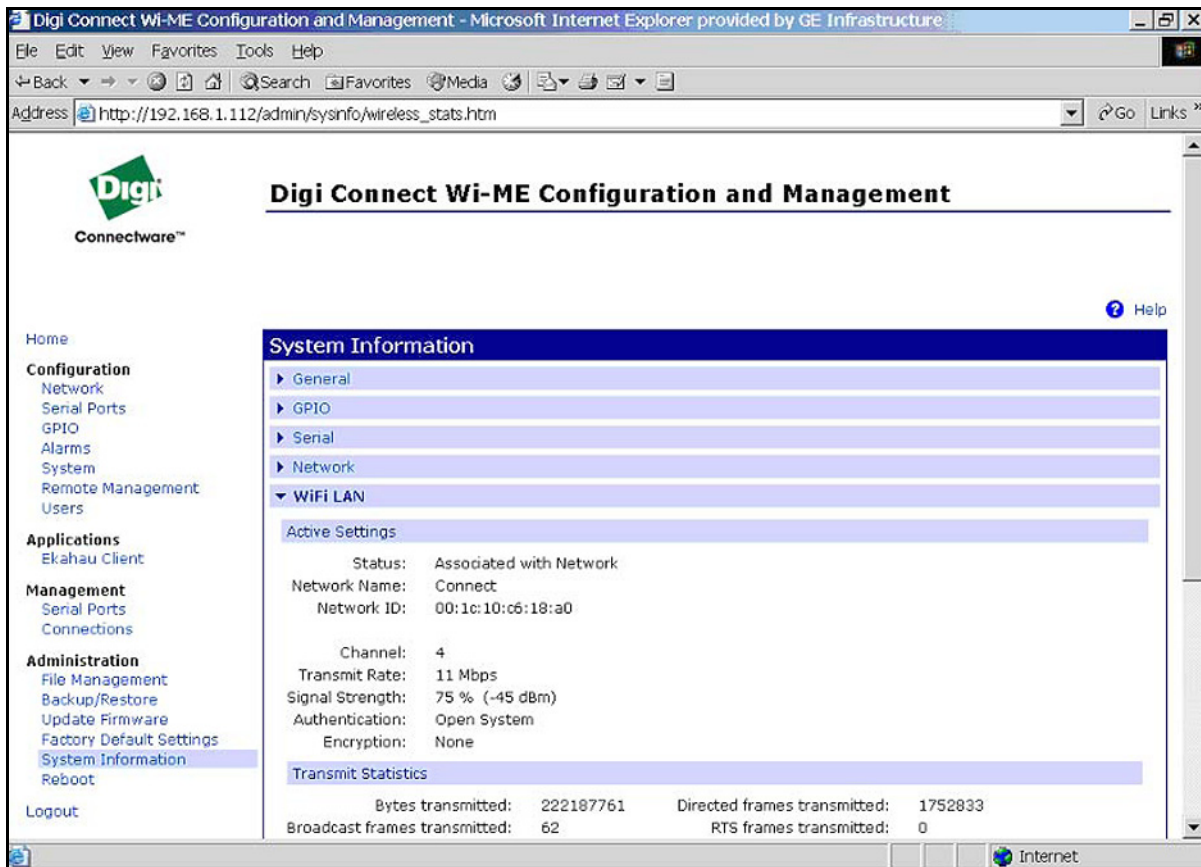 Digi Connect Wi-ME Configuration and Management - Microsoft Internet Explorer provided by GE Infrastructure
File Edit View Favorites Tools Help
Back Search Favorites Media
Address http://192.168.1.112/admin/sysinfo/wireless_stats.htm Go Links »
Digi
Connectware™
Digi Connect Wi-ME Configuration and Management
? Help
Home
Configuration
Network
Serial Ports
GPIO
Alarms
System
Remote Management
Users
Applications
Ekahau Client
Management
Serial Ports
Connections
Administration
File Management
Backup/Restore
Update Firmware
Factory Default Settings
System Information
Reboot
Logout
System Information
General
GPIO
Serial
Network
WiFi LAN
Active Settings
Status: Associated with Network
Network Name: Connect
Network ID: 00:1c:10:c6:18:a0
Channel: 4
Transmit Rate: 11 Mbps
Signal Strength: 75 % (-45 dBm)
Authentication: Open System
Encryption: None
Transmit Statistics
Bytes transmitted: 222187761 Directed frames transmitted: 1752833
Broadcast frames transmitted: 62 RTS frames transmitted: 0
Internet